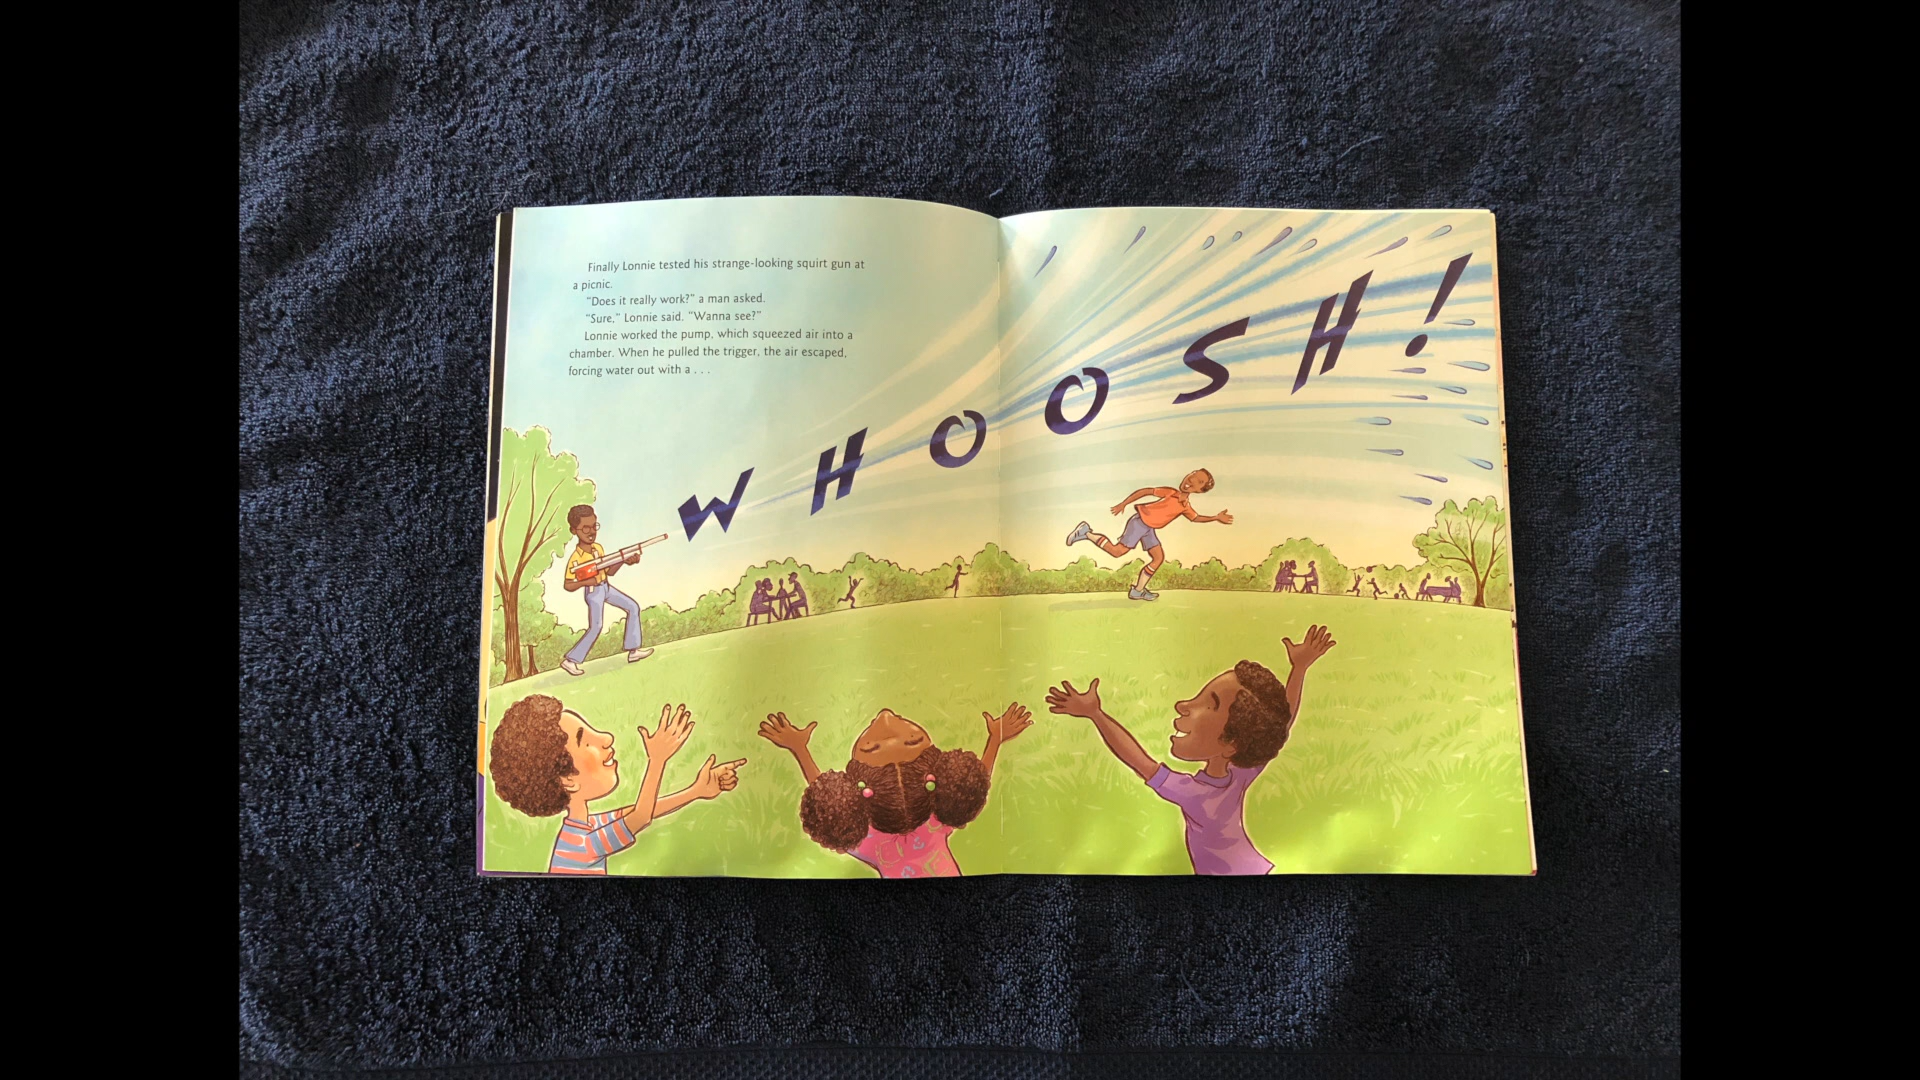 Finally Lonnie tested his strange-looking squirt gun at
a picnic.
“Does it really work?” a man asked.
“Sure,” Lonnie said. “Wanna see?”
Lonnie worked the pump, which squeezed air into a
chamber. When he pulled the trigger, the air escaped,
forcing water out with a . . .
WHOOSH!